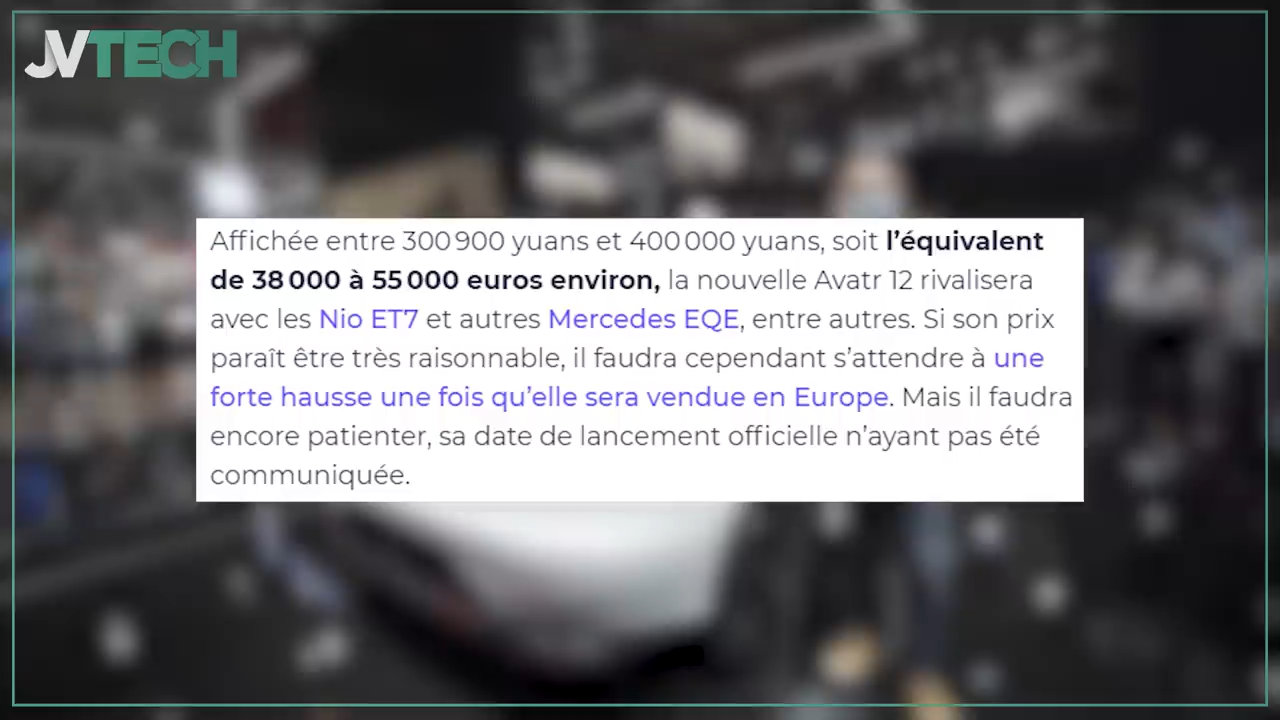 JVTECH
Affichée entre 300 900 yuans et 400 000 yuans, soit l’équivalent
de 38 000 à 55 000 euros environ, la nouvelle Avatr 12 rivalisera
avec les Nio ET7 et autres Mercedes EQE, entre autres. Si son prix
paraît être très raisonnable, il faudra cependant s’attendre à une
forte hausse une fois qu’elle sera vendue en Europe. Mais il faudra
encore patienter, sa date de lancement officielle n’ayant pas été
communiquée.